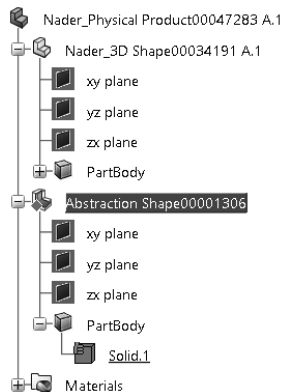 Nader_Physical Product00047283 A.1
Nader_3D Shape00034191 A.1
xy plane
yz plane
zx plane
PartBody
Abstraction Shape00001306
xy plane
yz plane
zx plane
PartBody
Solid.1
Materials